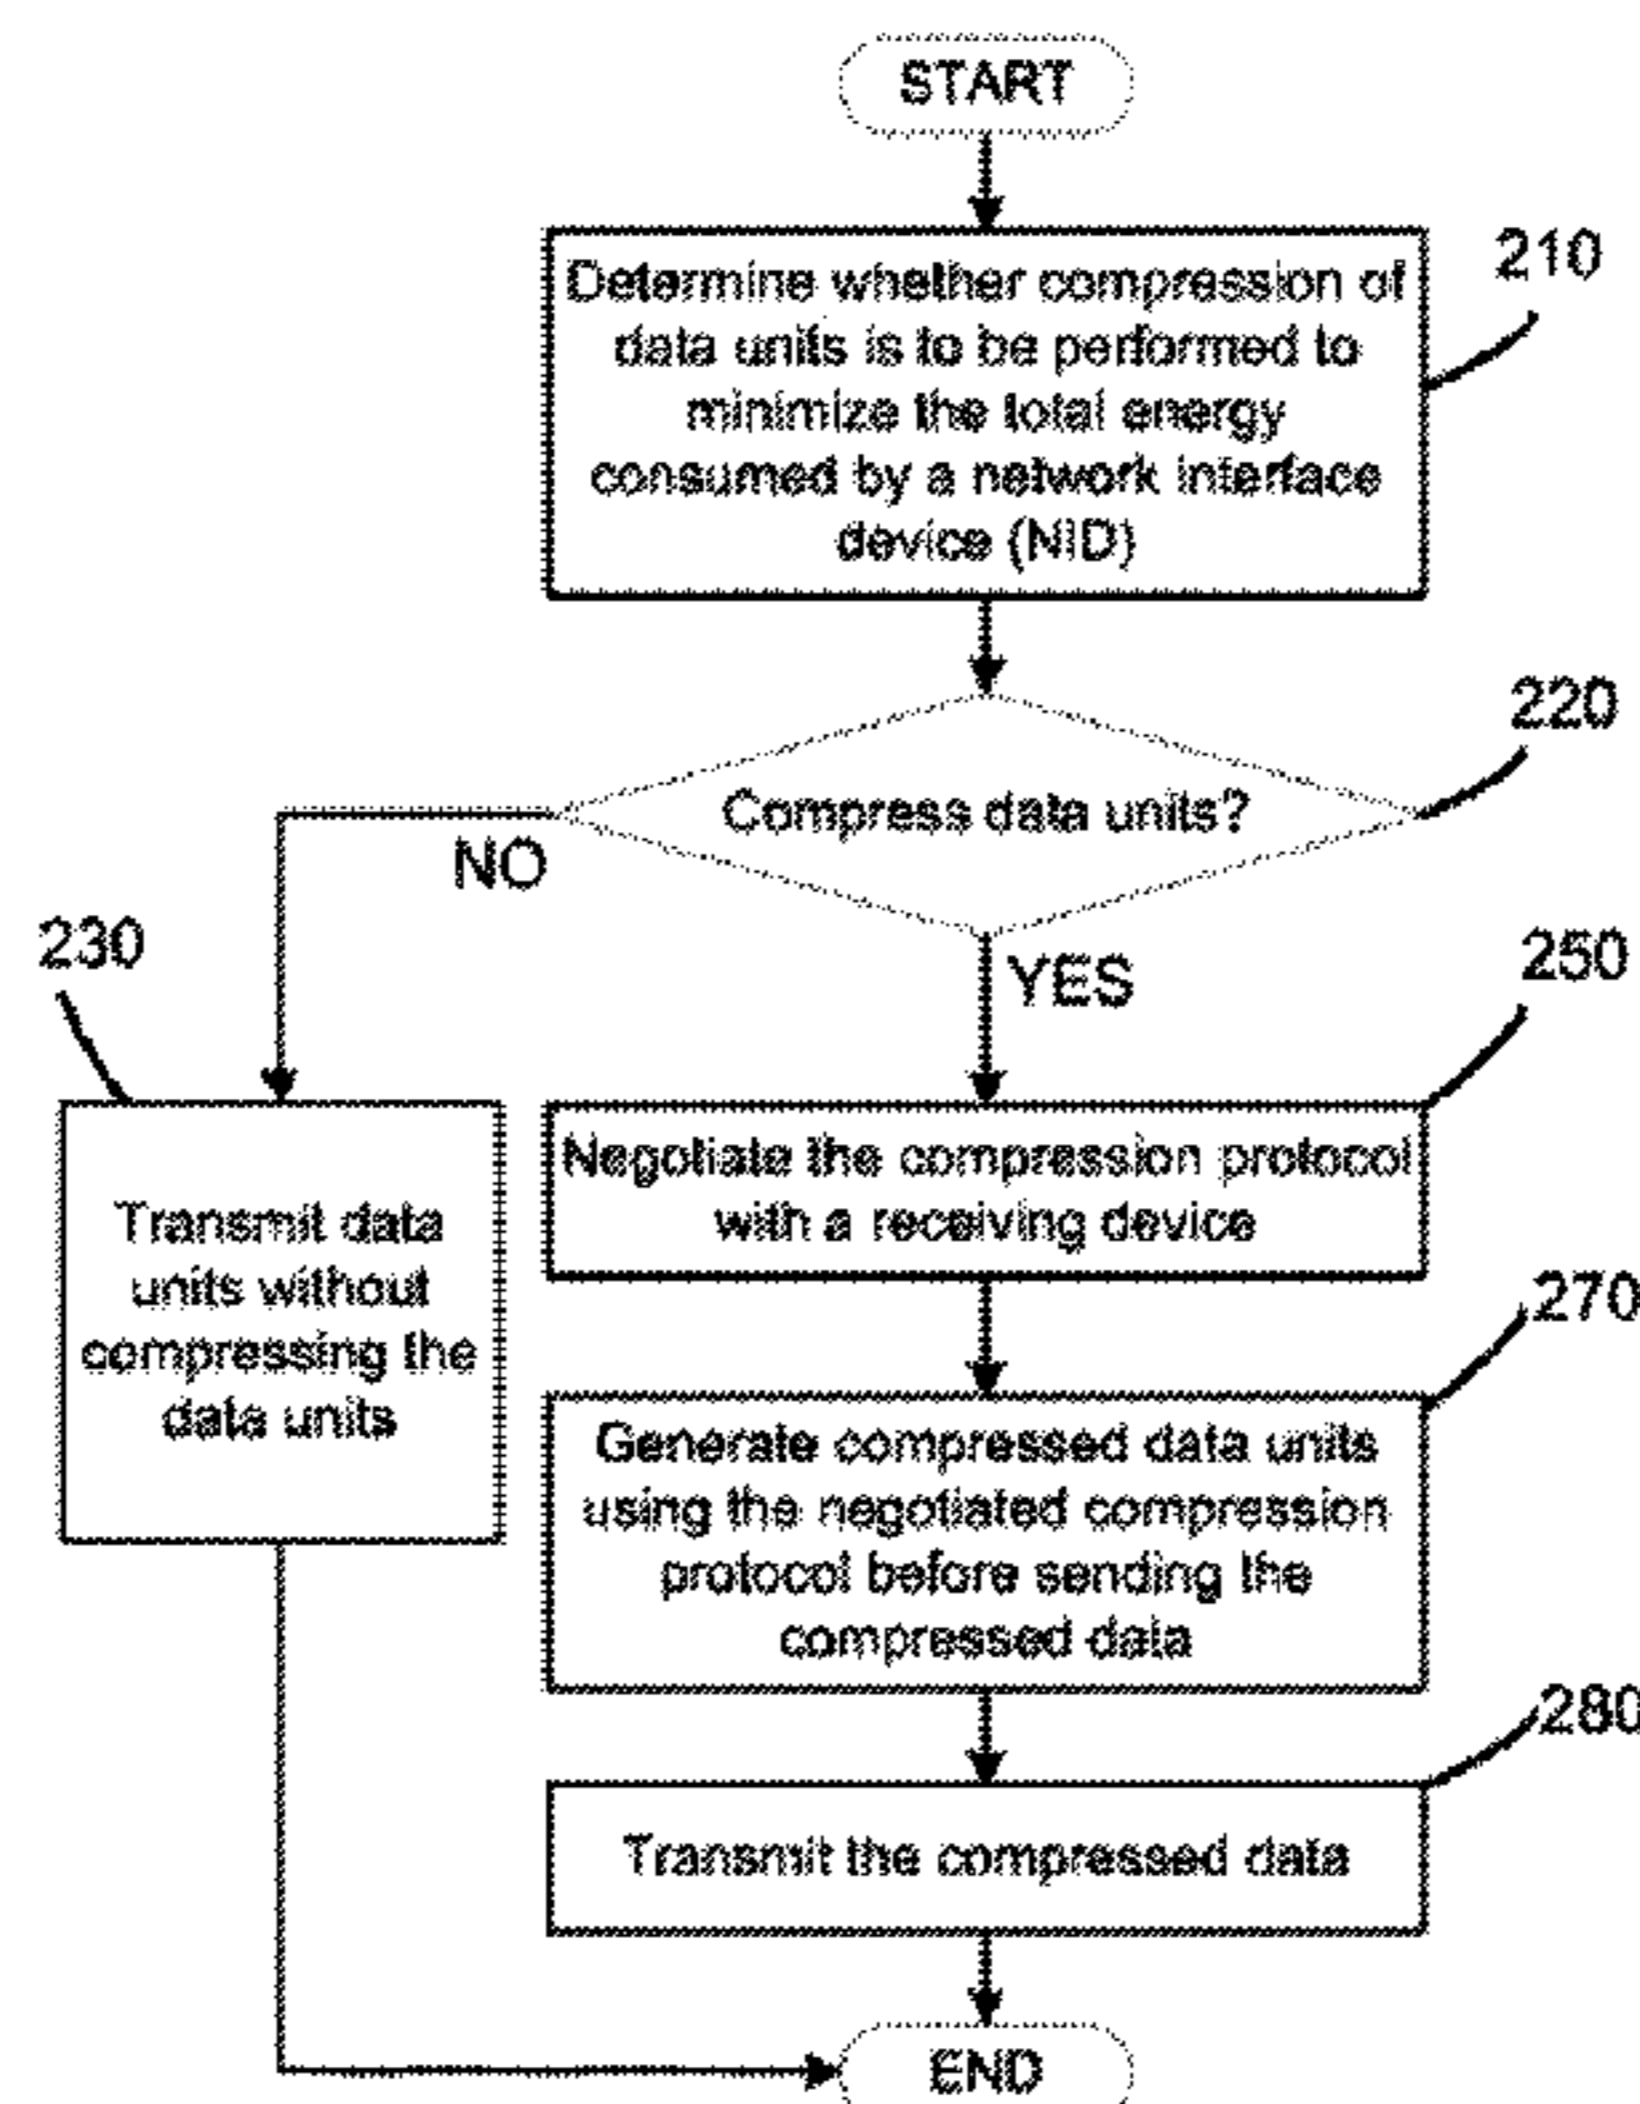 START
210
Determine whether compression of
data units is to be performed to
minimize the total energy
consumed by a network interface
device (NID)
220
Compress data units?
NO
YES
230
250
Transmit data
units without
compressing the
data units
Negotiate the compression protocol
with a receiving device
270
Generate compressed data units
using the negotiated compression
protocol before sending the
compressed data
280
Transmit the compressed data
END